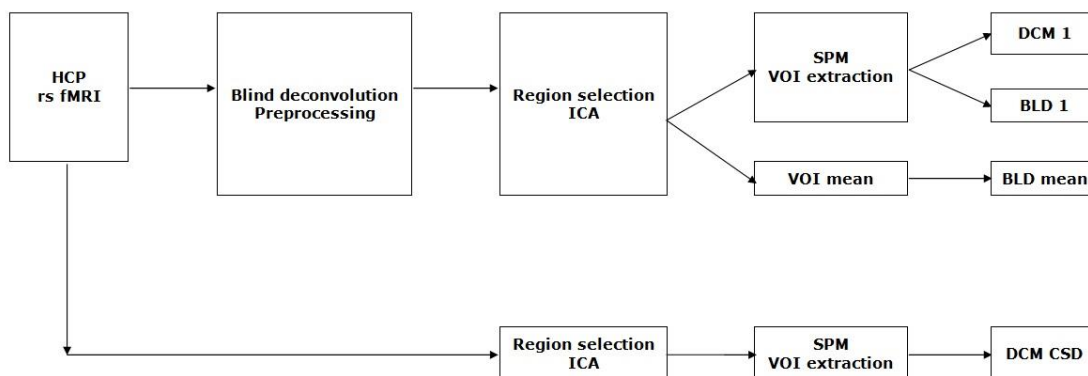 HCP
rs fMRI
Blind deconvolution
Preprocessing
Region selection
ICA
SPM
VOI extraction
DCM 1
BLD 1
VOI mean
BLD mean
Region selection
ICA
SPM
VOI extraction
DCM CSD